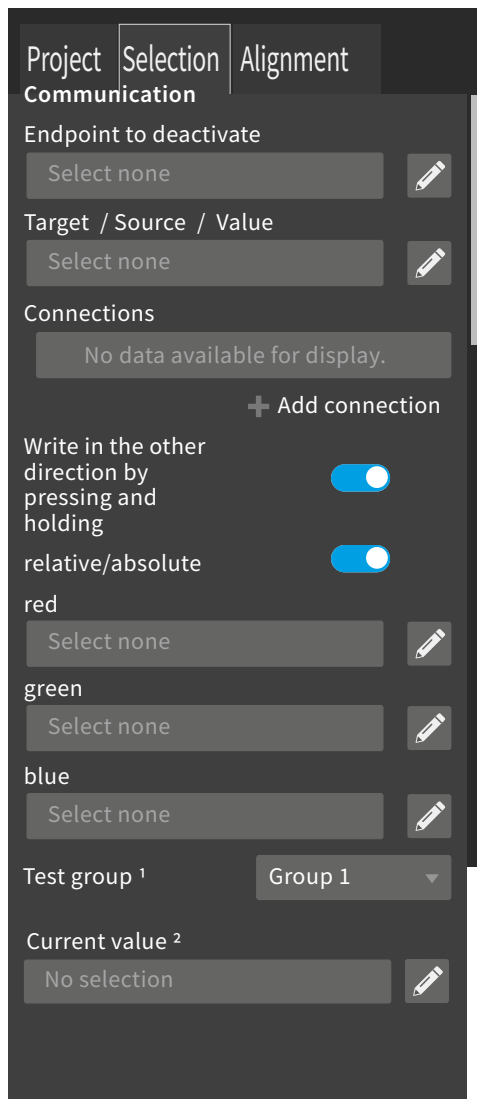 Project Selection Alignment
Communication
Endpoint to deactivate
Select none
Target / Source / Value
Select none
Connections
No data available for display.
Add connection
Write in the other
direction by
pressing and
holding
relative/absolute
red
Select none
green
Select none
blue
Select none
Test group ¹ Group 1
Current value ²
No selection